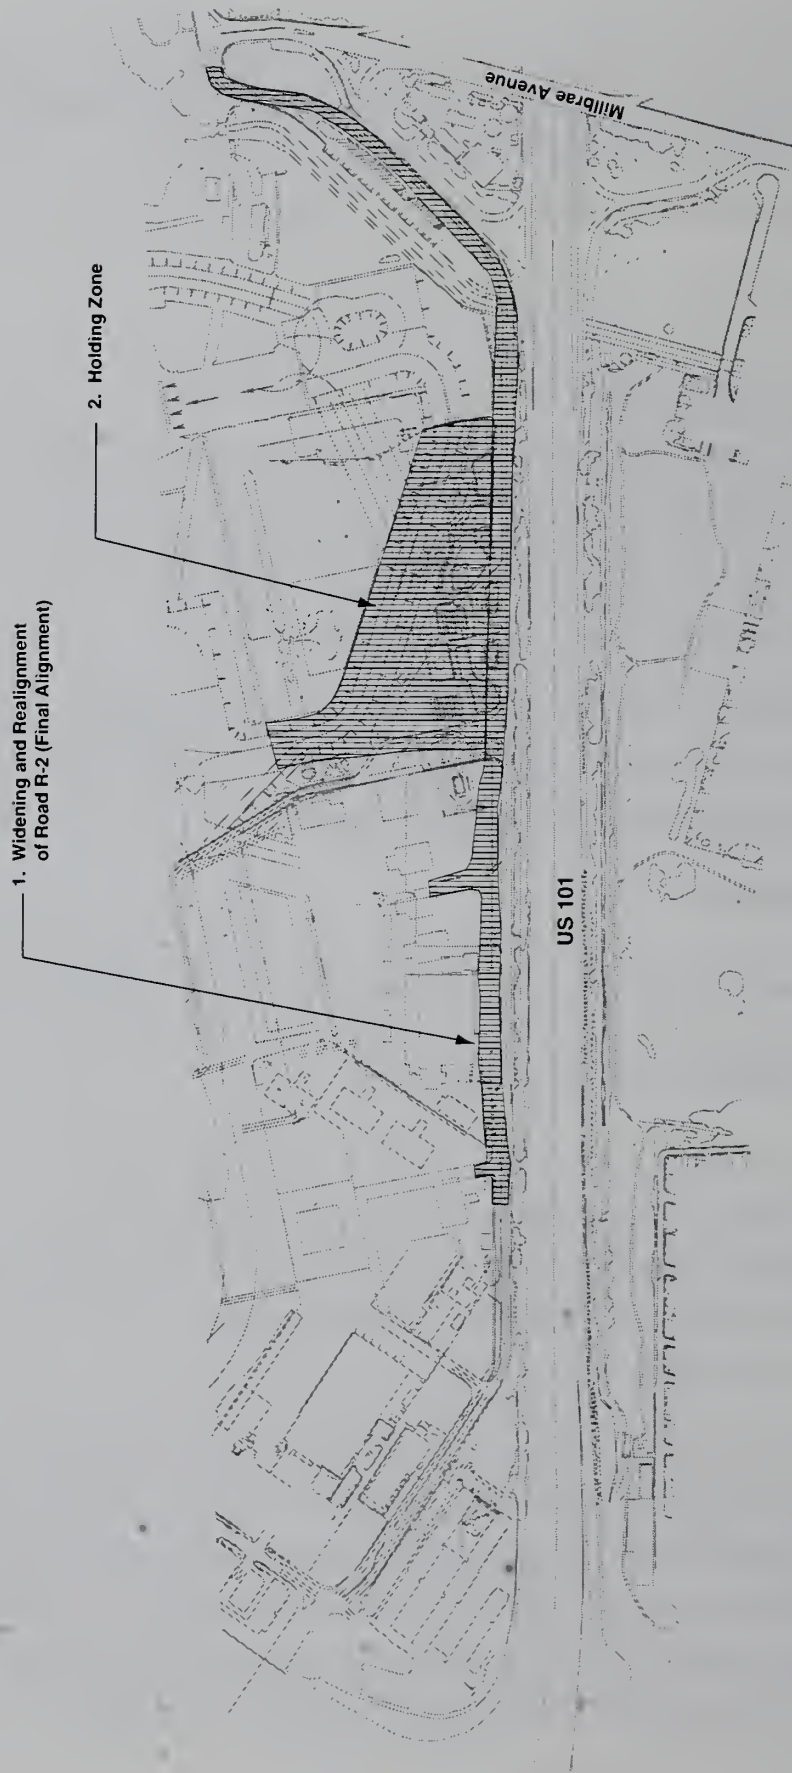 1. Widening and Realignment
of Road R-2 (Final Alignment)
2. Holding Zone
US 101
Millbrae Avenue